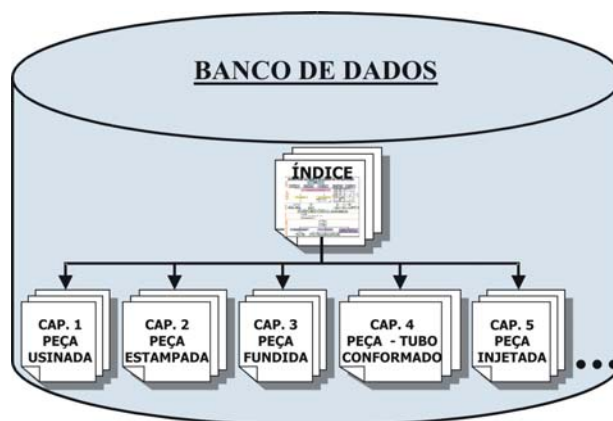 BANCO DE DADOS
ÍNDICE
CAP. 1
PEÇA
USINADA
CAP. 2
PEÇA
ESTAMPADA
CAP. 3
PEÇA
FUNDIDA
CAP. 4
PEÇA - TUBO
CONFORMADO
CAP. 5
PEÇA
INJETADA